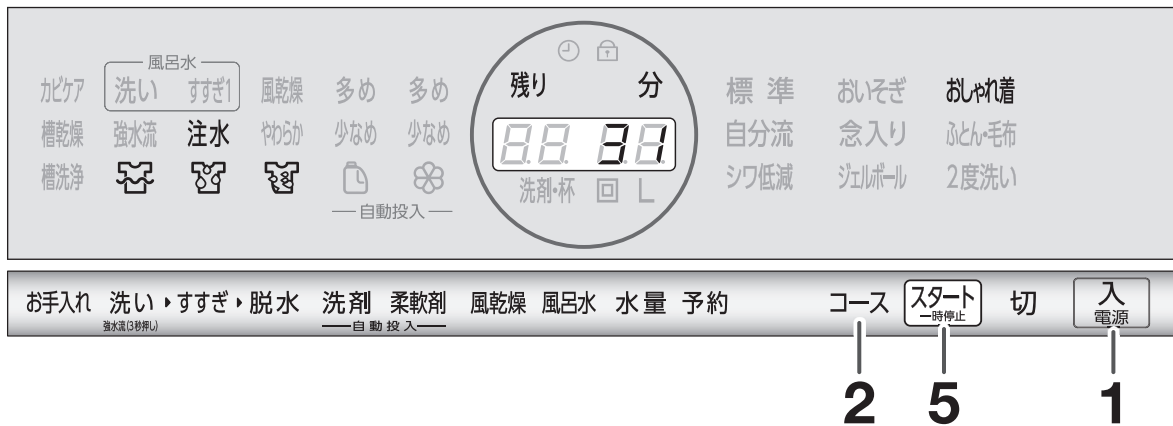 風呂水
残り 分
カビケア 洗い すすぎ1 風乾燥 多め 多め 標準 おいそぎ おしゃれ着
槽乾燥 強水流 注水 やわらか 少なめ 少なめ 31 自分流 念入り ふとん・毛布
槽洗浄 洗剤・杯 回 L シワ低減 ジェルボール 2度洗い
自動投入
お手入れ 洗い すすぎ 脱水 洗剤 柔軟剤 風乾燥 風呂水 水量 予約 コース スタート 切 入
強水流(3秒押し) 自動投入 一時停止 電源
2 5 1